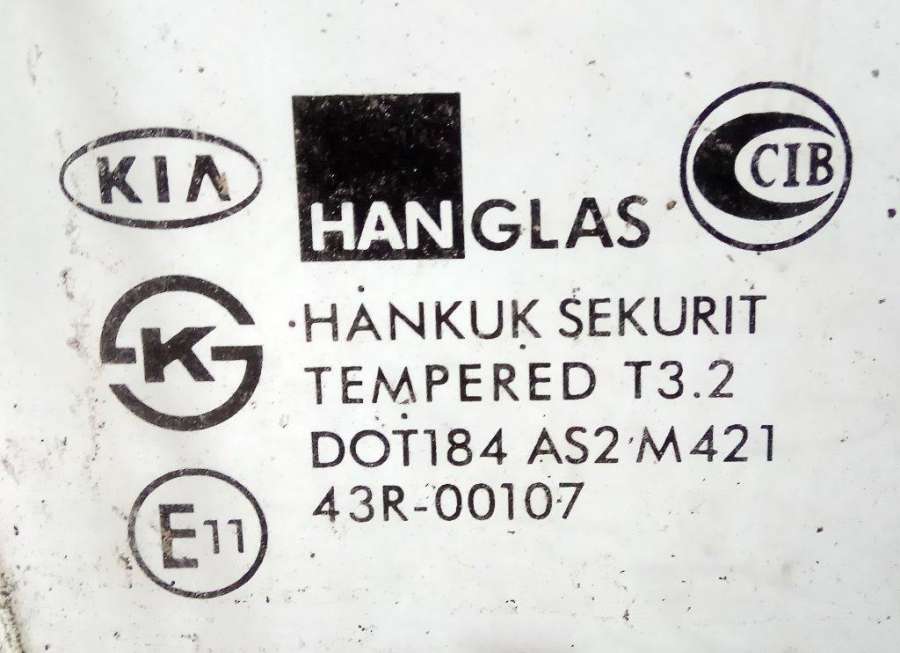 KIA
HANGLAS
CIB
K
HANKUK SEKURIT
TEMPERED T3.2
DOT184 AS2 M421
43R-00107
E11